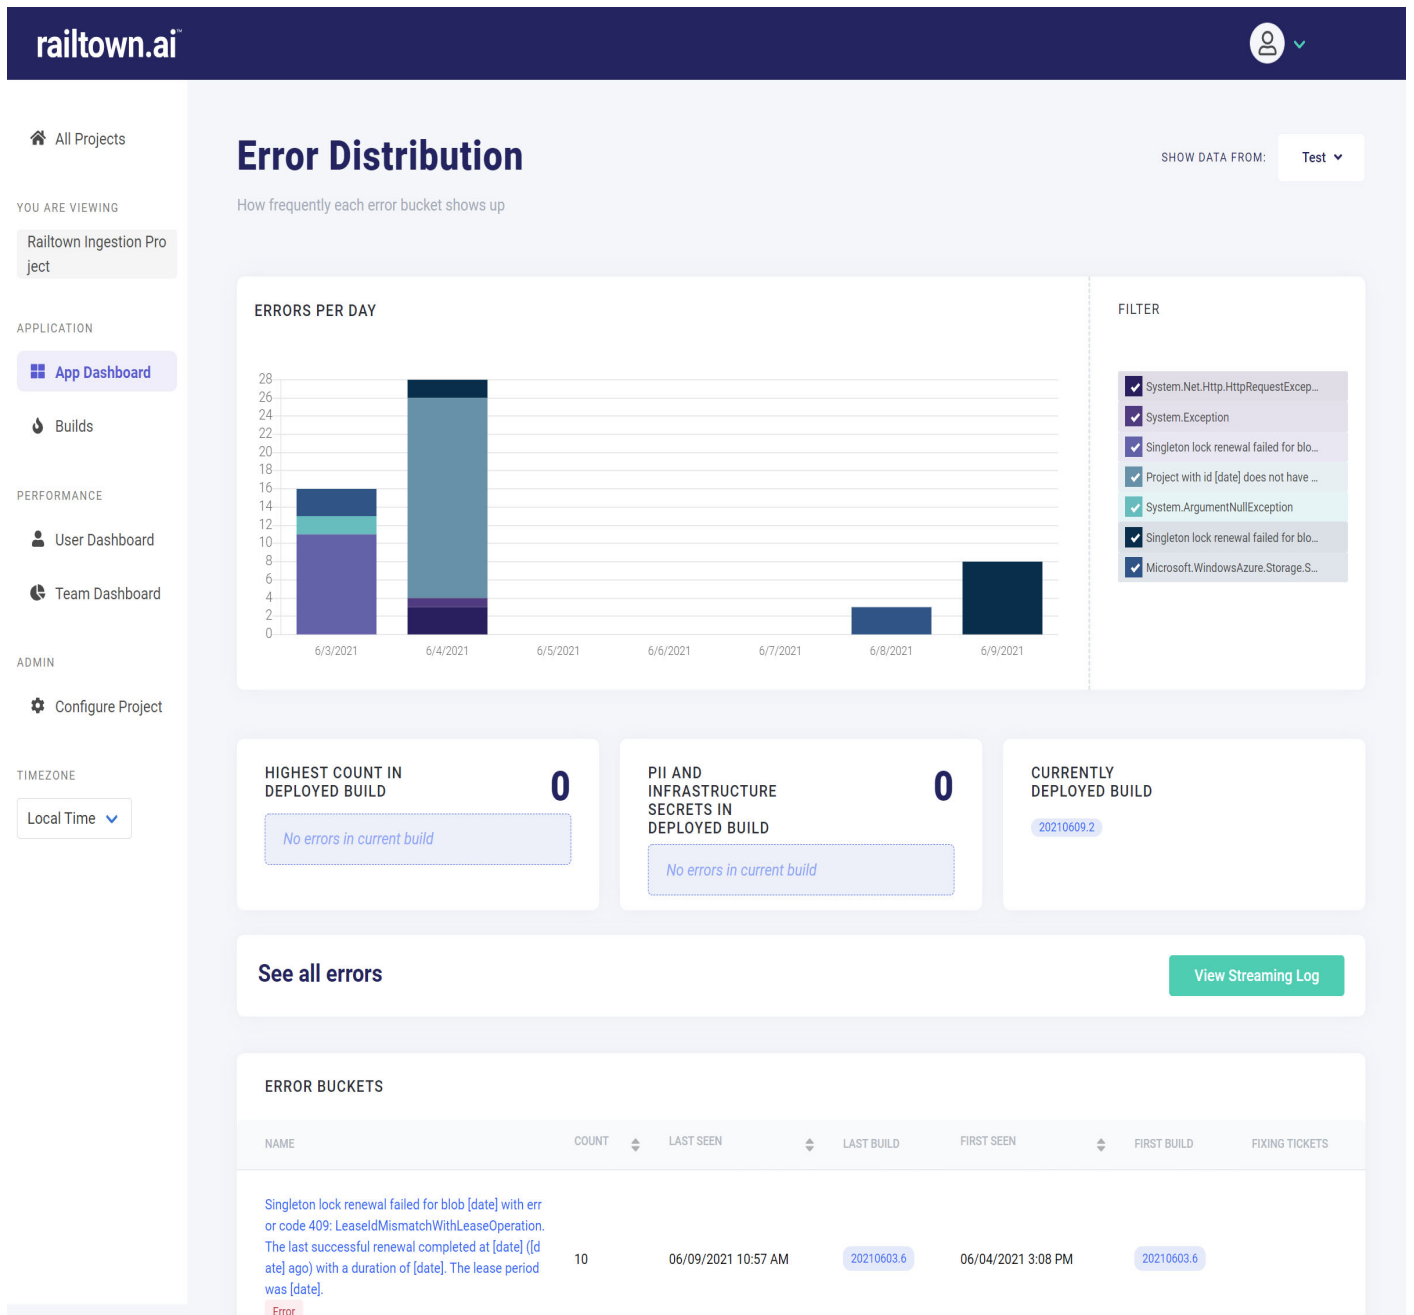 railtown.ai™
All Projects
YOU ARE VIEWING
Railtown Ingestion Pro
ject
APPLICATION
App Dashboard
Builds
PERFORMANCE
User Dashboard
Team Dashboard
ADMIN
Configure Project
TIMEZONE
Local Time
Error Distribution
How frequently each error bucket shows up
SHOW DATA FROM:
Test
ERRORS PER DAY
28
26
24
22
20
18
16
14
12
10
8
6
4
2
0
6/3/2021
6/4/2021
6/5/2021
6/6/2021
6/7/2021
6/8/2021
6/9/2021
FILTER
System.Net.Http.HttpRequestExcep...
System.Exception
Singleton lock renewal failed for blo...
Project with id [date] does not have ...
System.ArgumentNullException
Singleton lock renewal failed for blo...
Microsoft.WindowsAzure.Storage.S...
HIGHEST COUNT IN
DEPLOYED BUILD
0
No errors in current build
PII AND
INFRASTRUCTURE
SECRETS IN
DEPLOYED BUILD
0
No errors in current build
CURRENTLY
DEPLOYED BUILD
20210609.2
See all errors
View Streaming Log
ERROR BUCKETS
NAME COUNT LAST SEEN LAST BUILD FIRST SEEN FIRST BUILD FIXING TICKETS
Singleton lock renewal failed for blob [date] with err
or code 409: LeaseIdMismatchWithLeaseOperation.
The last successful renewal completed at [date] ([d
ate] ago) with a duration of [date]. The lease period
was [date].
Error
10
06/09/2021 10:57 AM
20210603.6
06/04/2021 3:08 PM
20210603.6